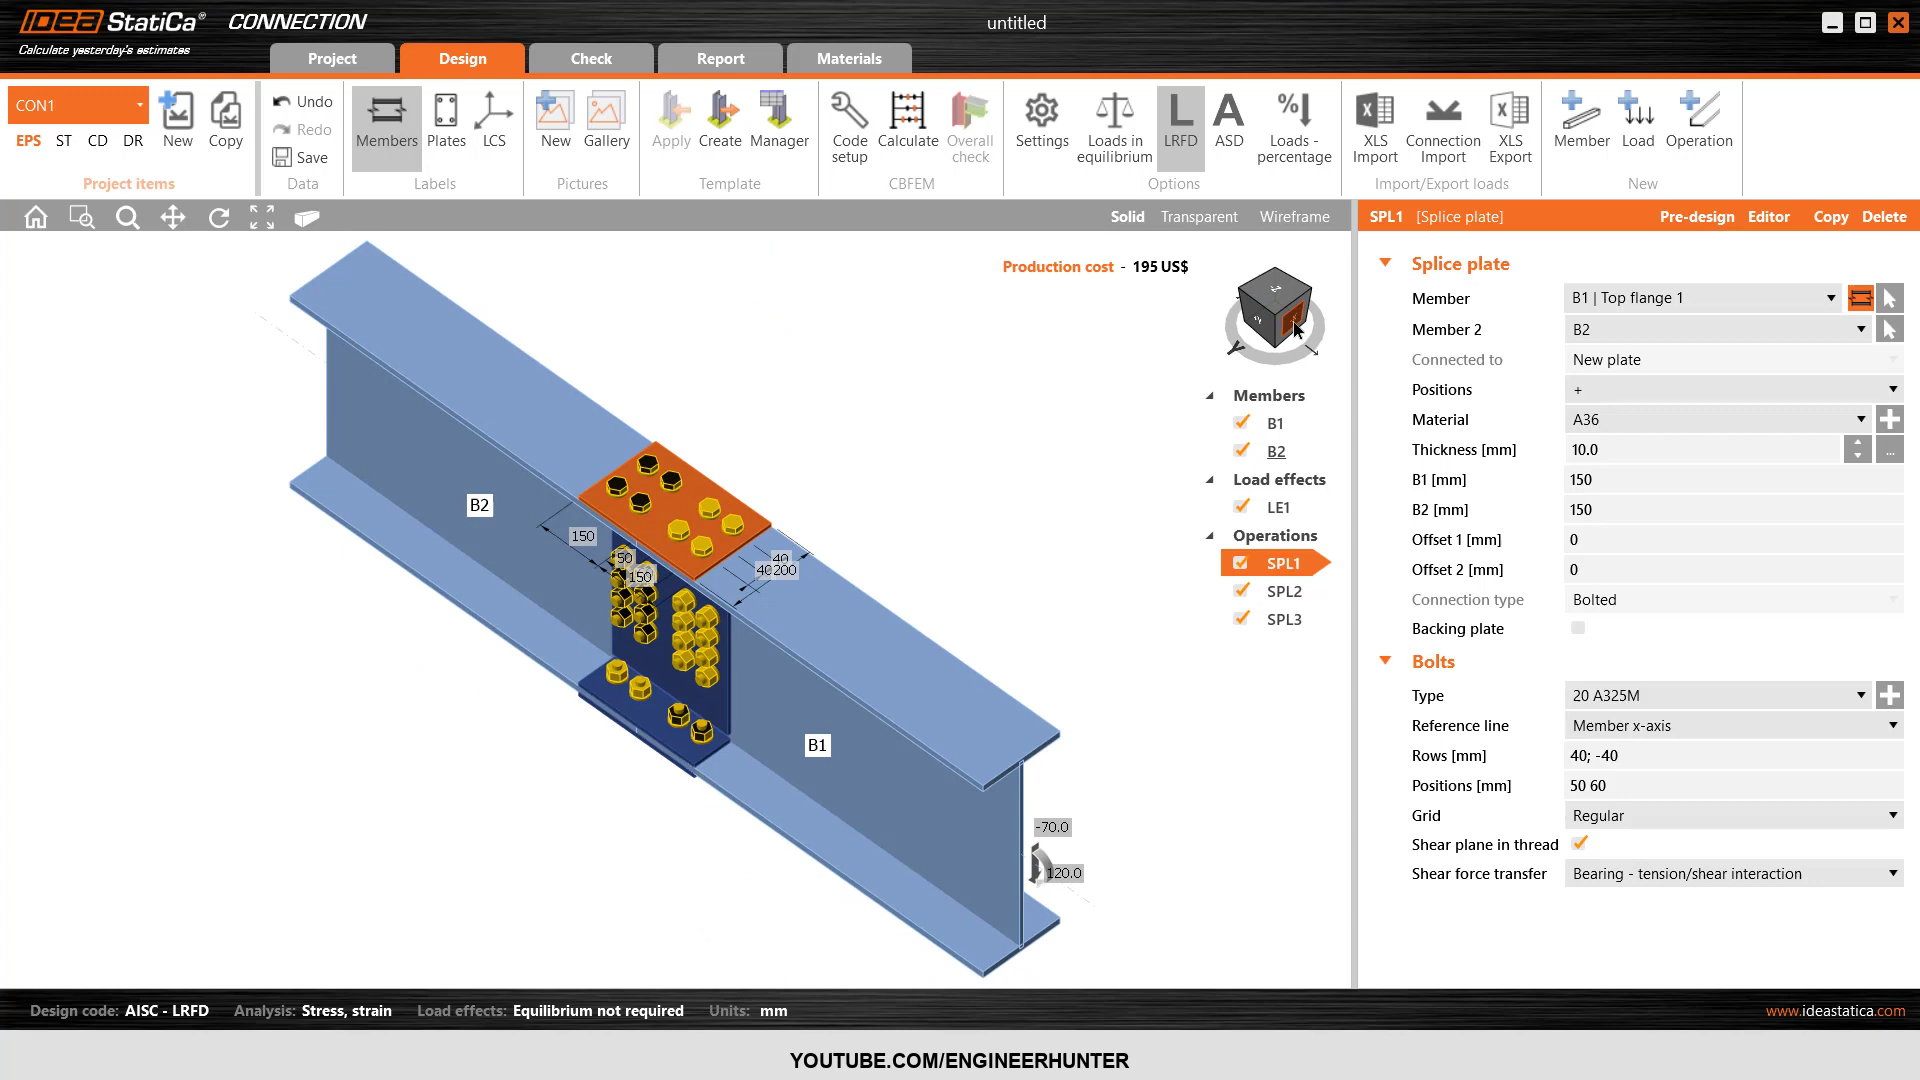 IDEA StatiCa® CONNECTION
Calculate yesterday's estimates
untitled
Project Design Check Report Materials
CON1
EPS ST CD DR New Copy
Project items
Undo
Redo
Save
Data
Members Plates LCS
Labels
New Gallery
Pictures
Apply Create Manager
Template
Code setup Calculate Overall check
CBFEM
Settings Loads in equilibrium LRFD ASD Loads - percentage
Options
XLS Import Connection Import XLS Export
Import/Export loads
Member Load Operation
New
Solid Transparent Wireframe
SPL1 [Splice plate] Pre-design Editor Copy Delete
Production cost - 195 US$
Members
B1
B2
Load effects
LE1
Operations
SPL1
SPL2
SPL3
B2
150
50
150
40
40
200
B1
-70.0
120.0
Splice plate
Member B1 | Top flange 1
Member 2 B2
Connected to New plate
Positions +
Material A36
Thickness [mm] 10.0 ...
B1 [mm] 150
B2 [mm] 150
Offset 1 [mm] 0
Offset 2 [mm] 0
Connection type Bolted
Backing plate
Bolts
Type 20 A325M
Reference line Member x-axis
Rows [mm] 40; -40
Positions [mm] 50 60
Grid Regular
Shear plane in thread
Shear force transfer Bearing - tension/shear interaction
Design code: AISC - LRFD Analysis: Stress, strain Load effects: Equilibrium not required Units: mm
www.ideastatica.com
YOUTUBE.COM/ENGINEERHUNTER